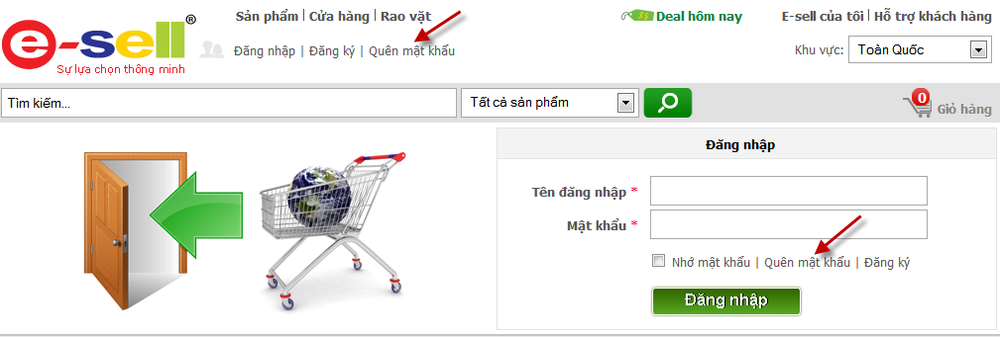 e-sell®
Sự lựa chọn thông minh
Sản phẩm | Cửa hàng | Rao vặt
Đăng nhập | Đăng ký | Quên mật khẩu
$$ Deal hôm nay
E-sell của tôi | Hỗ trợ khách hàng
Khu vực: Toàn Quốc
Tìm kiếm... Tất cả sản phẩm
0 Giỏ hàng
Đăng nhập
Tên đăng nhập *
Mật khẩu *
Nhớ mật khẩu | Quên mật khẩu | Đăng ký
Đăng nhập